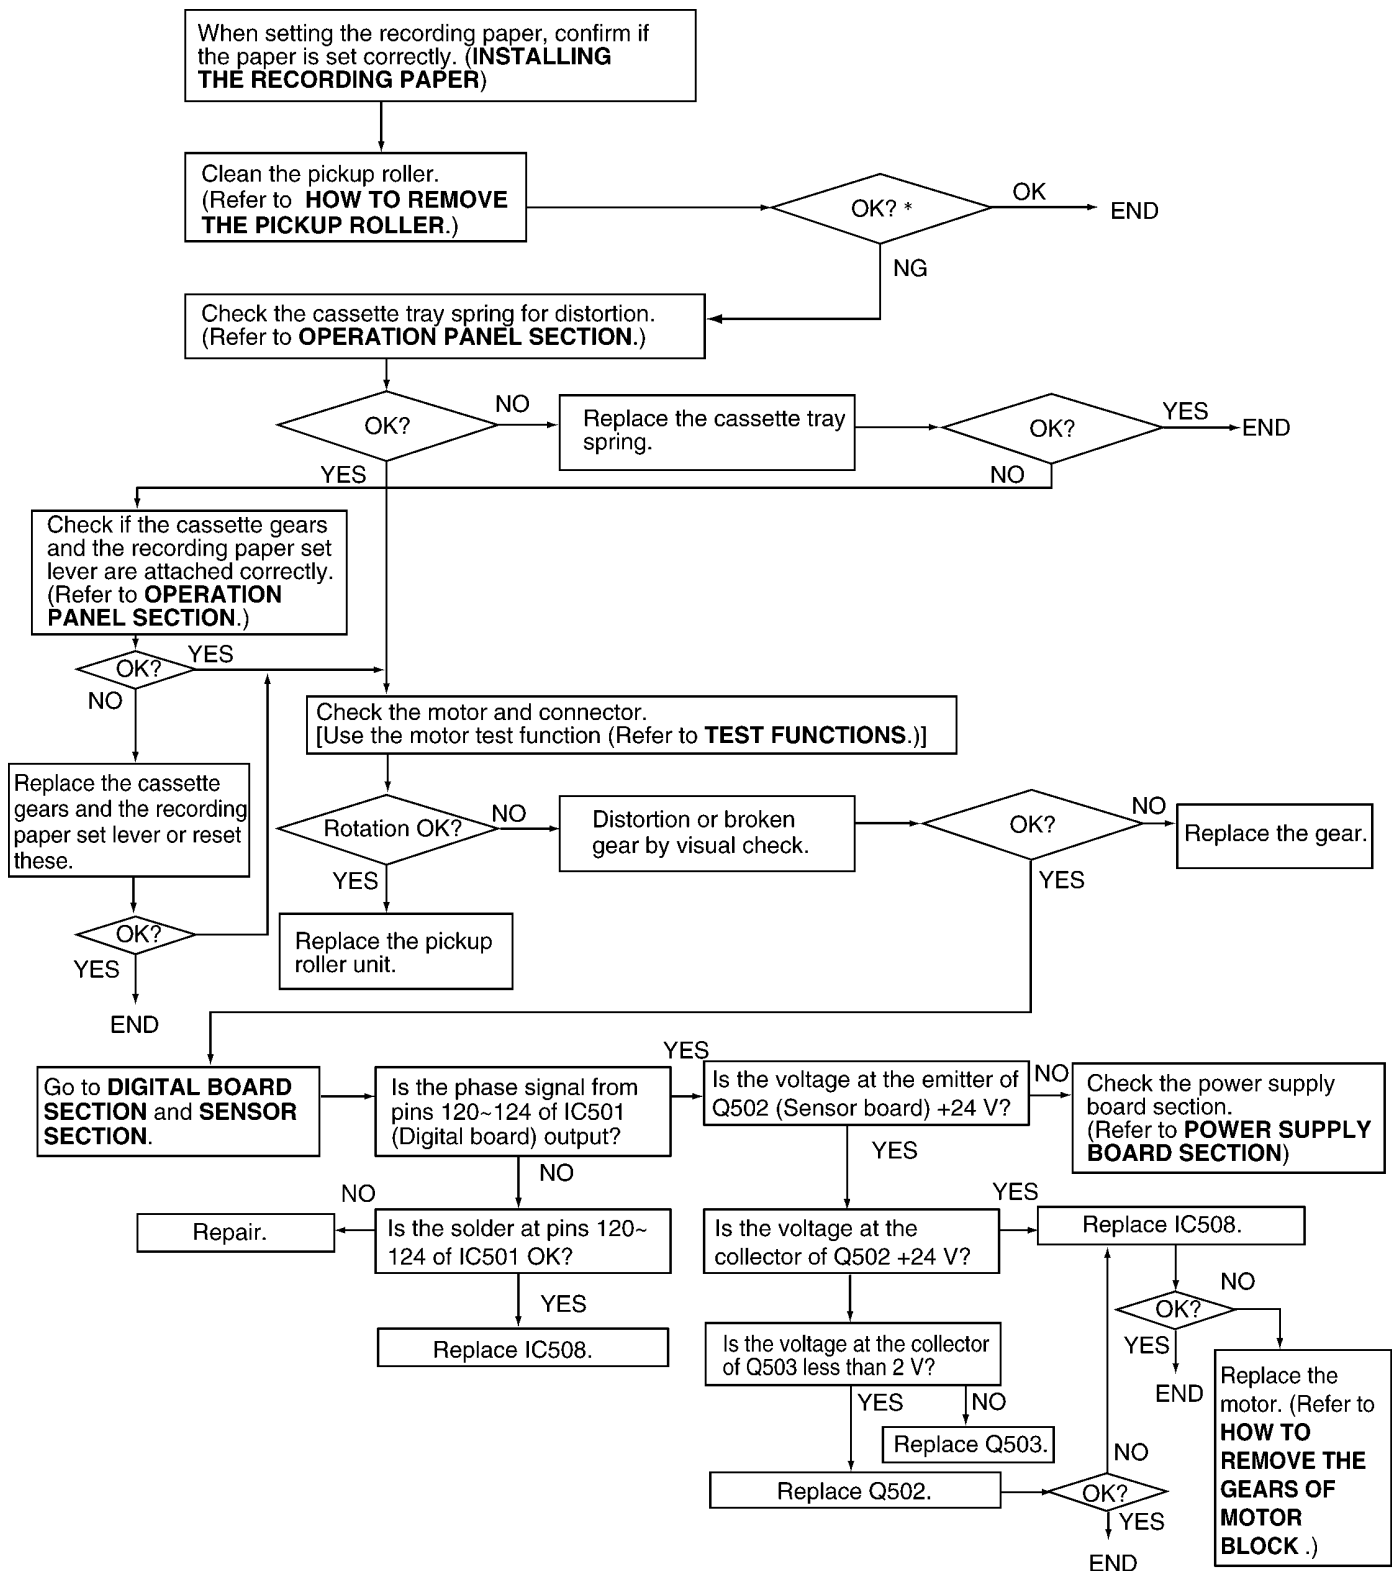 When setting the recording paper, confirm if
the paper is set correctly. (INSTALLING
THE RECORDING PAPER)
Clean the pickup roller.
(Refer to HOW TO REMOVE
THE PICKUP ROLLER.)
OK? *
OK
END
NG
Check the cassette tray spring for distortion.
(Refer to OPERATION PANEL SECTION.)
OK?
NO
Replace the cassette tray
spring.
OK?
YES
END
YES
NO
Check if the cassette gears
and the recording paper set
lever are attached correctly.
(Refer to OPERATION
PANEL SECTION.)
OK?
YES
NO
Check the motor and connector.
[Use the motor test function (Refer to TEST FUNCTIONS.)]
Replace the cassette
gears and the recording
paper set lever or reset
these.
Rotation OK?
NO
Distortion or broken
gear by visual check.
OK?
NO
Replace the gear.
YES
YES
OK?
Replace the pickup
roller unit.
YES
END
Go to DIGITAL BOARD
SECTION and SENSOR
SECTION.
Is the phase signal from
pins 120~124 of IC501
(Digital board) output?
YES
Is the voltage at the emitter of
Q502 (Sensor board) +24 V?
NO
Check the power supply
board section.
(Refer to POWER SUPPLY
BOARD SECTION)
NO
YES
NO
Repair.
Is the solder at pins 120~
124 of IC501 OK?
Is the voltage at the
collector of Q502 +24 V?
YES
Replace IC508.
YES
Replace IC508.
NO
OK?
YES
END
Is the voltage at the collector
of Q503 less than 2 V?
Replace the
motor. (Refer to
HOW TO
REMOVE THE
GEARS OF
MOTOR
BLOCK .)
YES
NO
Replace Q503.
Replace Q502.
NO
OK?
YES
END